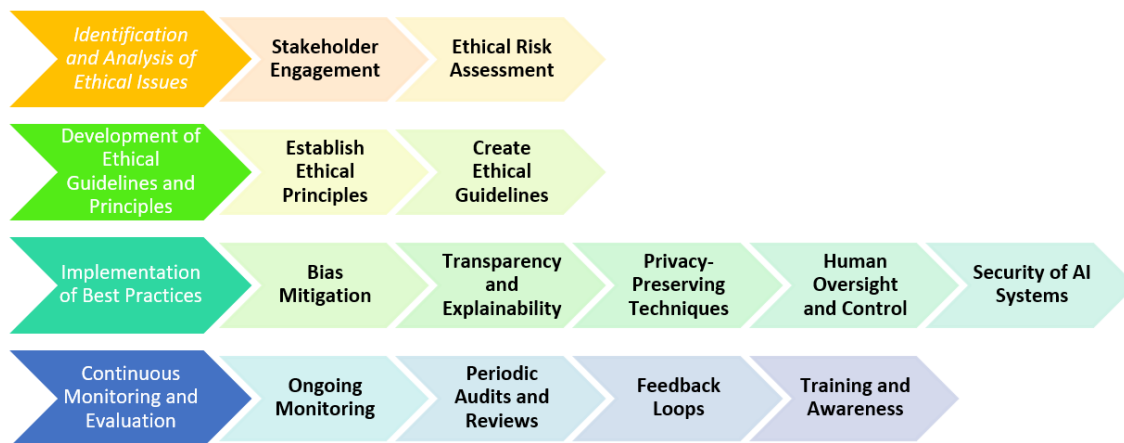 Identification
and Analysis of
Ethical Issues
Stakeholder
Engagement
Ethical Risk
Assessment
Development of
Ethical
Guidelines and
Principles
Establish
Ethical
Principles
Create
Ethical
Guidelines
Implementation
of Best Practices
Bias
Mitigation
Transparency
and
Explainability
Privacy-
Preserving
Techniques
Human
Oversight
and Control
Security of AI
Systems
Continuous
Monitoring and
Evaluation
Ongoing
Monitoring
Periodic
Audits and
Reviews
Feedback
Loops
Training and
Awareness